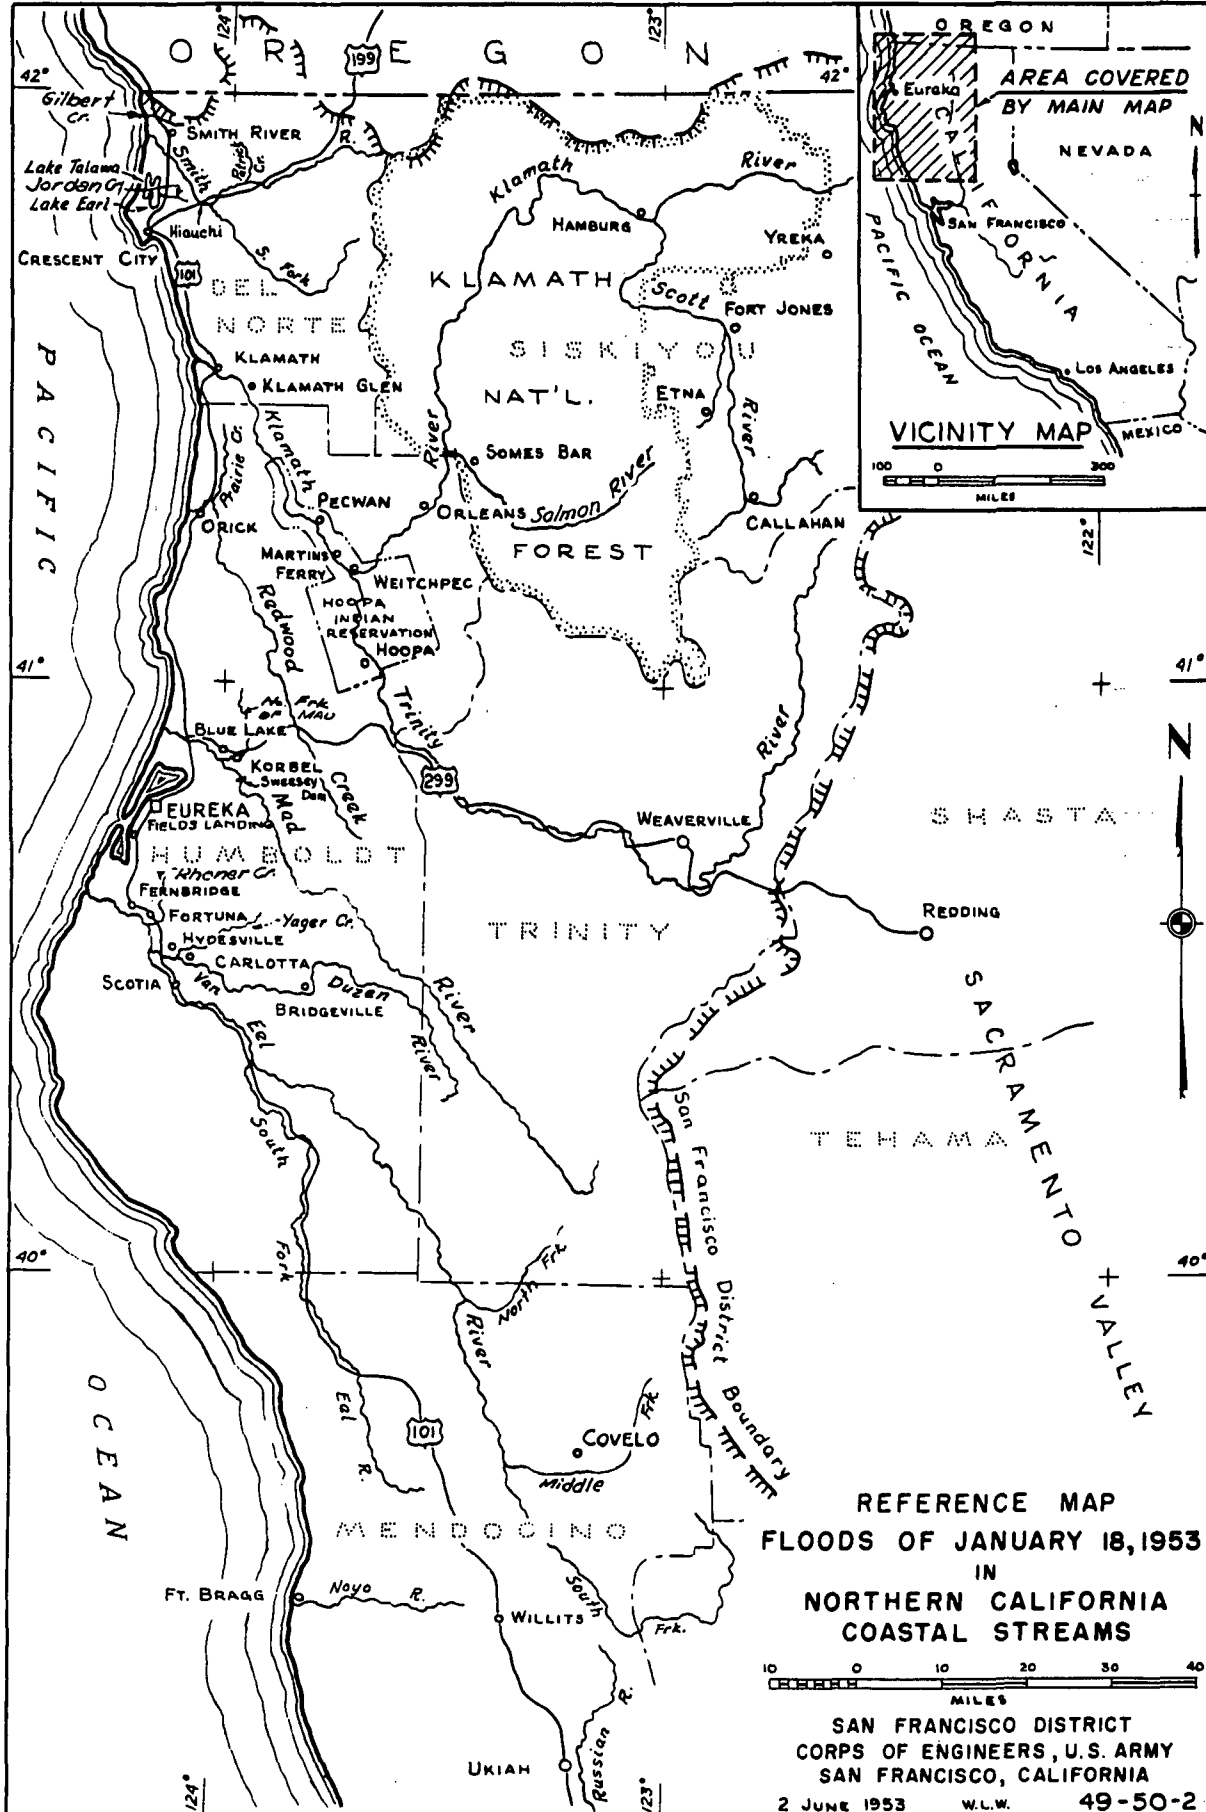 124°
123°
OREGON
199
42°
42°
Gilbert
Cr.
SMITH RIVER
R.
Patrick
Cr.
Smith
Lake Talawa
Jordan Cr.
Lake Earl
Hiouchi
CRESCENT CITY
101
S. Fork
DEL
NORTE
Klamath
River
HAMBURG
YREKA
KLAMATH
Scott
FORT JONES
SISKIYOU
NAT'L.
ETNA
River
River
KLAMATH
KLAMATH GLEN
Prairie Cr.
Klamath
SOMES BAR
PECWAN
ORLEANS
Salmon River
CALLAHAN
ORICK
FOREST
MARTINS
FERRY
WEITCHPEC
HOOPA
INDIAN
RESERVATION
HOOPA
Redwood
41°
41°
122°
PACIFIC
No. Frk
OF MAD
Trinity
BLUE LAKE
KORBEL
Sweasey
Dam
Mad
Creek
299
River
N
EUREKA
FIELDS LANDING
WEAVERVILLE
SHASTA
HUMBOLDT
Rhoner Cr.
FERNBRIDGE
FORTUNA
Yager Cr.
HYDESVILLE
CARLOTTA
TRINITY
REDDING
SCOTIA
Van
Duzen
River
BRIDGEVILLE
River
Eel
SACRAMENTO
VALLEY
South
Fork
TEHAMA
San Francisco District Boundary
40°
40°
North Frk
River
OCEAN
Eel
R.
101
COVELO
Frk
Middle
MENDOCINO
FT. BRAGG
Noyo R.
WILLITS
South
Frk.
Russian R.
UKIAH
124°
123°
OREGON
AREA COVERED
BY MAIN MAP
Eureka
N
NEVADA
CALIFORNIA
SAN FRANCISCO
PACIFIC OCEAN
LOS ANGELES
VICINITY MAP
MEXICO
100 0 300
MILES
REFERENCE MAP
FLOODS OF JANUARY 18, 1953
IN
NORTHERN CALIFORNIA
COASTAL STREAMS
10 0 10 20 30 40
MILES
SAN FRANCISCO DISTRICT
CORPS OF ENGINEERS, U.S. ARMY
SAN FRANCISCO, CALIFORNIA
2 JUNE 1953 W.L.W. 49-50-2